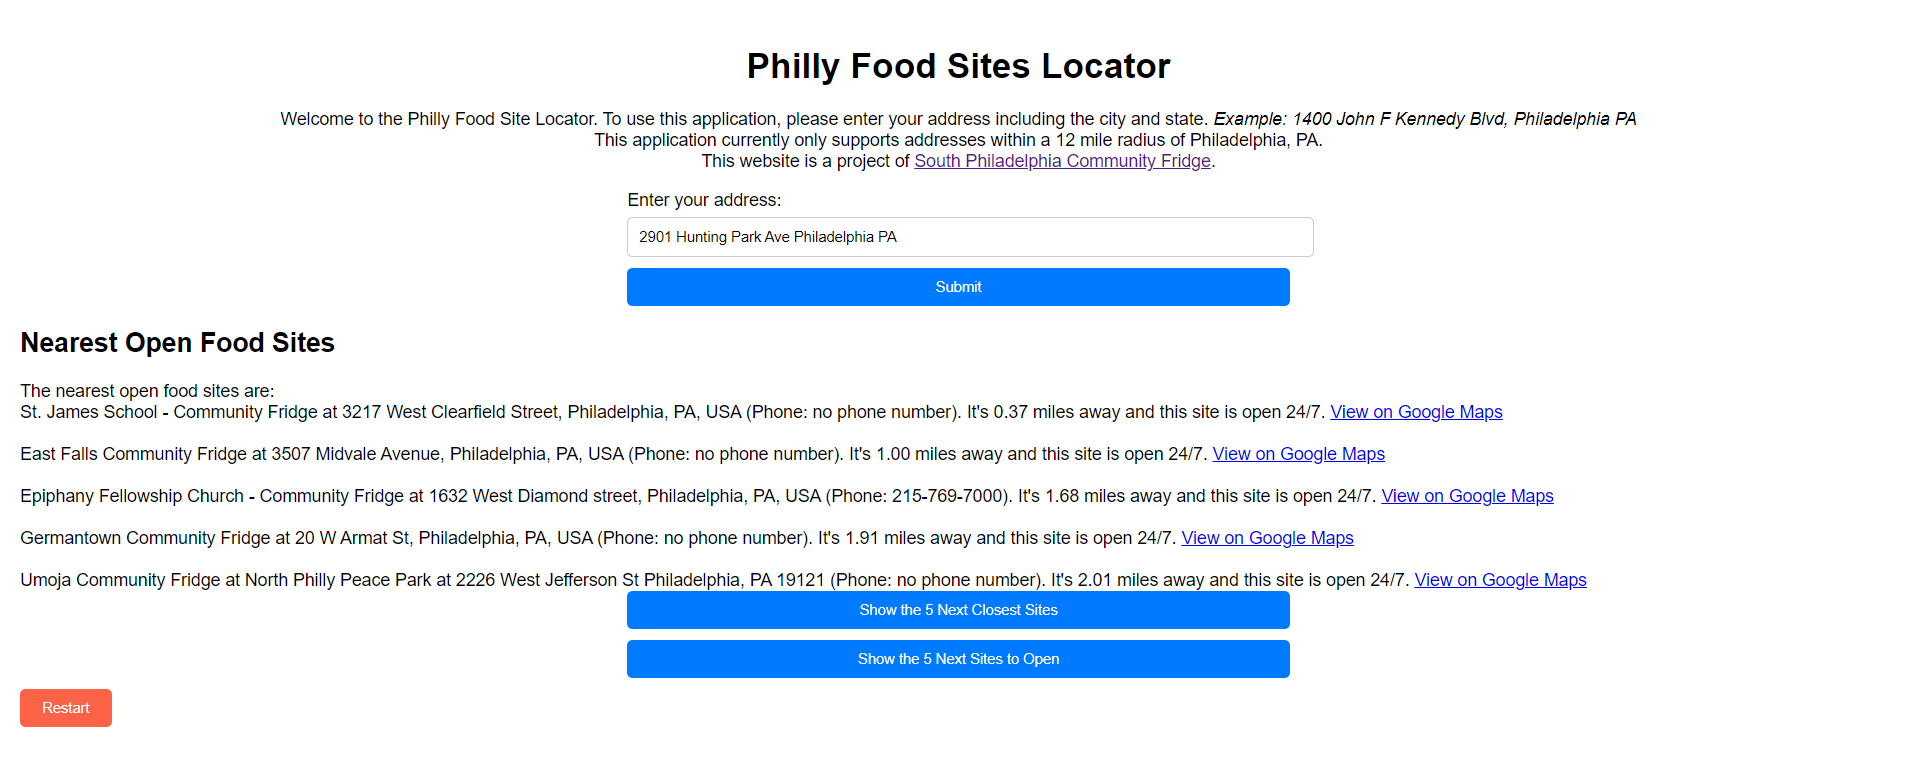 Philly Food Sites Locator
Welcome to the Philly Food Site Locator. To use this application, please enter your address including the city and state. Example: 1400 John F Kennedy Blvd, Philadelphia PA
This application currently only supports addresses within a 12 mile radius of Philadelphia, PA.
This website is a project of South Philadelphia Community Fridge.
Enter your address:
2901 Hunting Park Ave Philadelphia PA
Submit
Nearest Open Food Sites
The nearest open food sites are:
St. James School - Community Fridge at 3217 West Clearfield Street, Philadelphia, PA, USA (Phone: no phone number). It's 0.37 miles away and this site is open 24/7. View on Google Maps
East Falls Community Fridge at 3507 Midvale Avenue, Philadelphia, PA, USA (Phone: no phone number). It's 1.00 miles away and this site is open 24/7. View on Google Maps
Epiphany Fellowship Church - Community Fridge at 1632 West Diamond street, Philadelphia, PA, USA (Phone: 215-769-7000). It's 1.68 miles away and this site is open 24/7. View on Google Maps
Germantown Community Fridge at 20 W Armat St, Philadelphia, PA, USA (Phone: no phone number). It's 1.91 miles away and this site is open 24/7. View on Google Maps
Umoja Community Fridge at North Philly Peace Park at 2226 West Jefferson St Philadelphia, PA 19121 (Phone: no phone number). It's 2.01 miles away and this site is open 24/7. View on Google Maps
Show the 5 Next Closest Sites
Show the 5 Next Sites to Open
Restart